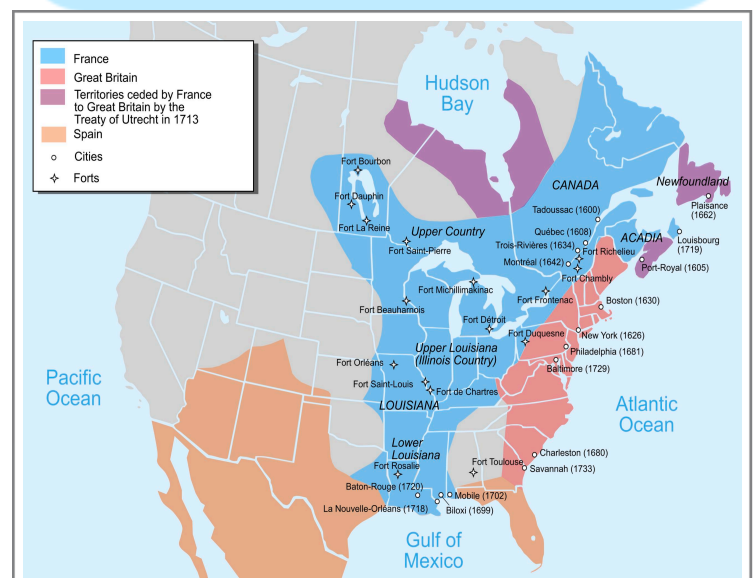 France
Great Britain
Territories ceded by France
to Great Britain by the
Treaty of Utrecht in 1713
Spain
Cities
Forts
Hudson
Bay
Fort Bourbon
Fort Dauphin
Fort La Reine
Upper Country
Fort Saint-Pierre
CANADA
Newfoundland
Plaisance
(1662)
Tadoussac (1600)
Québec (1608)
ACADIA
Louisbourg
(1719)
Trois-Rivières (1634)
Fort Richelieu
Montréal (1642)
Port-Royal (1605)
Fort Chambly
Fort Michillimakinac
Fort Frontenac
Fort Beauharnois
Boston (1630)
Fort Détroit
Fort Duquesne
New York (1626)
Upper Louisiana
(Illinois Country)
Philadelphia (1681)
Fort Orléans
Baltimore (1729)
Fort Saint-Louis
Fort de Chartres
Pacific
Ocean
LOUISIANA
Atlantic
Ocean
Lower
Louisiana
Fort Rosalie
Fort Toulouse
Charleston (1680)
Savannah (1733)
Baton-Rouge (1720)
Mobile (1702)
La Nouvelle-Orléans (1718)
Biloxi (1699)
Gulf of
Mexico